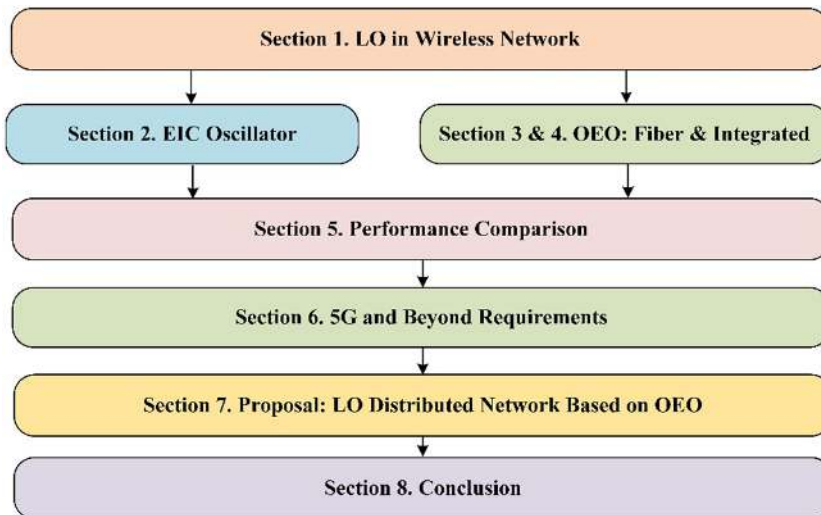 Section 1. LO in Wireless Network
Section 2. EIC Oscillator
Section 3 & 4. OEO: Fiber & Integrated
Section 5. Performance Comparison
Section 6. 5G and Beyond Requirements
Section 7. Proposal: LO Distributed Network Based on OEO
Section 8. Conclusion